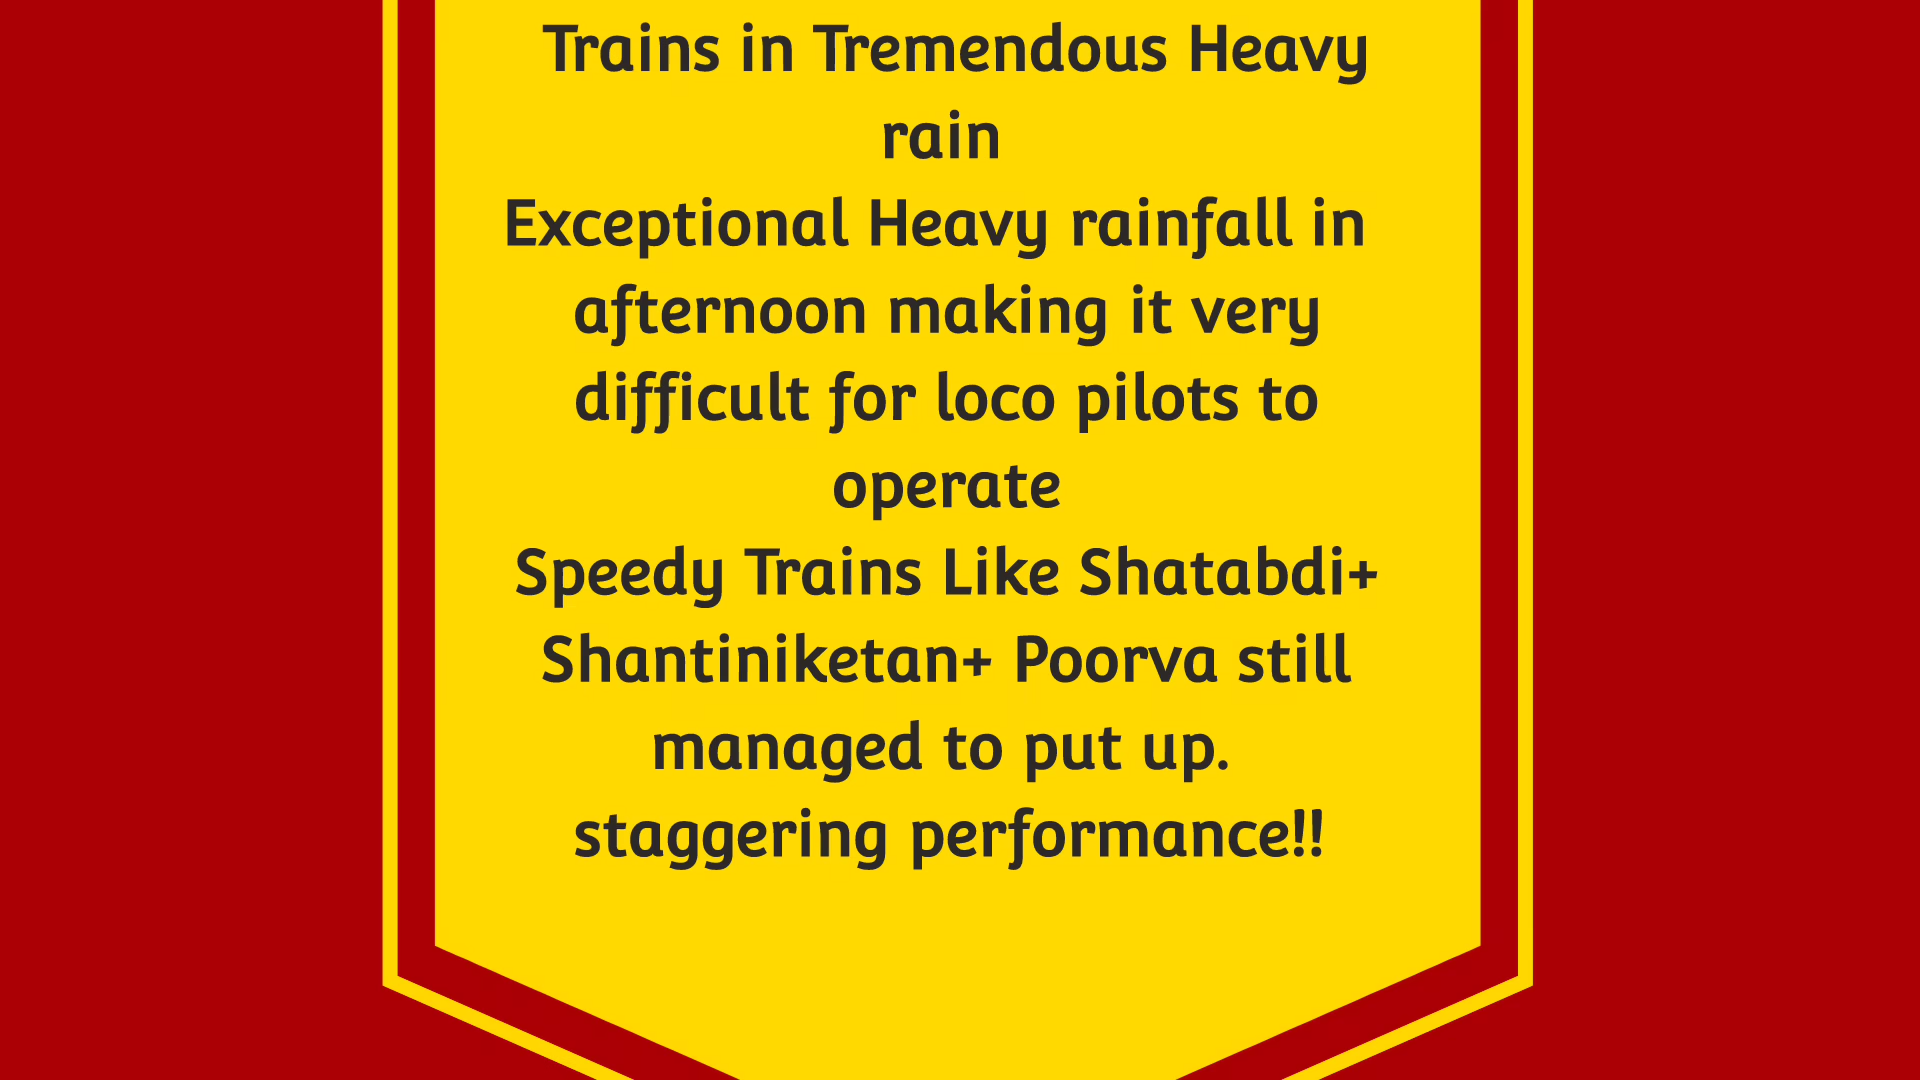 Trains in Tremendous Heavy
rain
Exceptional Heavy rainfall in
afternoon making it very
difficult for loco pilots to
operate
Speedy Trains Like Shatabdi+
Shantiniketan+ Poorva still
managed to put up.
staggering performance!!